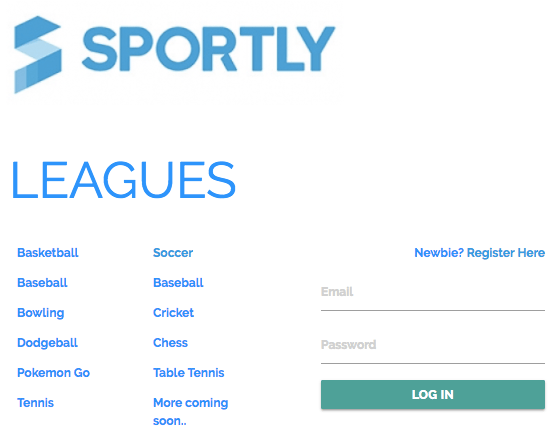 SPORTLY
LEAGUES
Basketball
Baseball
Bowling
Dodgeball
Pokemon Go
Tennis
Soccer
Baseball
Cricket
Chess
Table Tennis
More coming
soon..
Newbie? Register Here
Email
Password
LOG IN